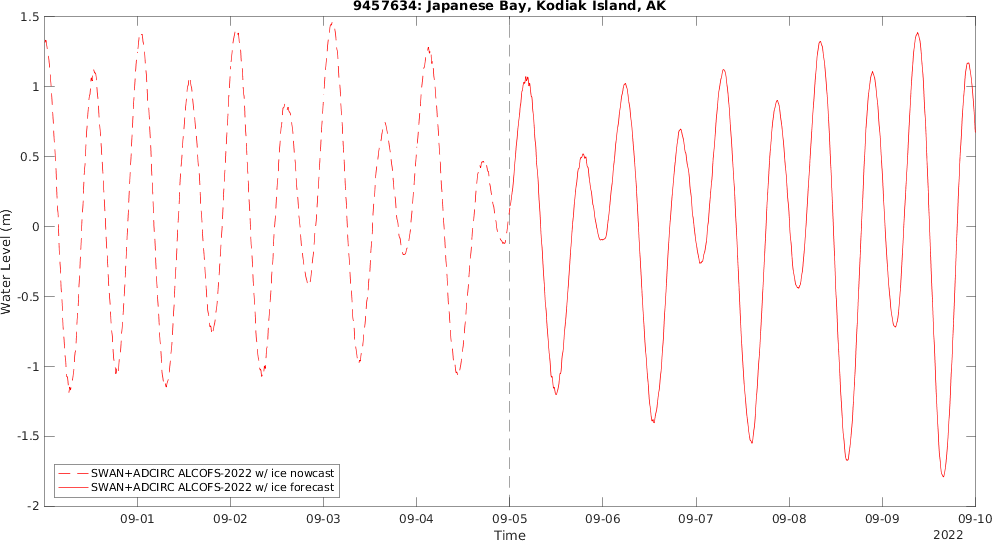 9457634: Japanese Bay, Kodiak Island, AK
1.5
1
0.5
0
-0.5
-1
-1.5
-2
Water Level (m)
SWAN+ADCIRC ALCOFS-2022 w/ ice nowcast
SWAN+ADCIRC ALCOFS-2022 w/ ice forecast
09-01 09-02 09-03 09-04 09-05 09-06 09-07 09-08 09-09 09-10
Time
2022